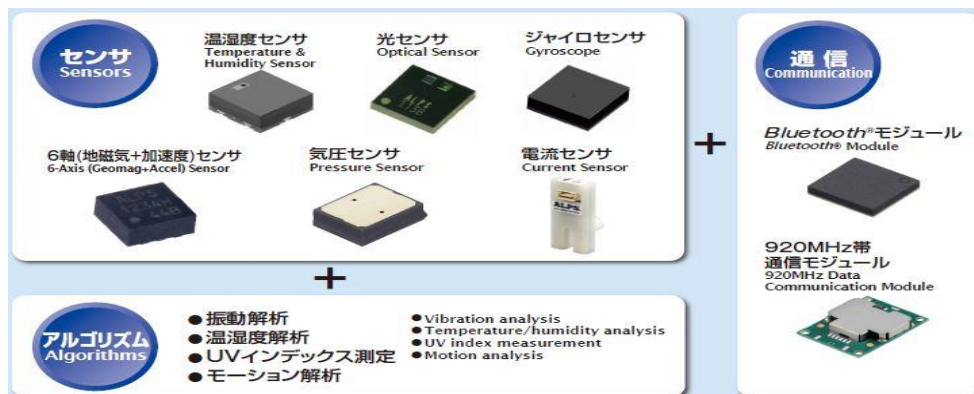 センサ
Sensors
温湿度センサ
Temperature &
Humidity Sensor
光センサ
Optical Sensor
ジャイロセンサ
Gyroscope
6軸(地磁気+加速度)センサ
6-Axis (Geomag+Accel) Sensor
気圧センサ
Pressure Sensor
電流センサ
Current Sensor
ALPS
44B
ALPS
+
アルゴリズム
Algorithms
●振動解析
●温湿度解析
●UVインデックス測定
●モーション解析
●Vibration analysis
●Temperature/humidity analysis
●UV index measurement
●Motion analysis
+
通信
Communication
Bluetooth®モジュール
Bluetooth® Module
920MHz帯
通信モジュール
920MHz Data
Communication Module